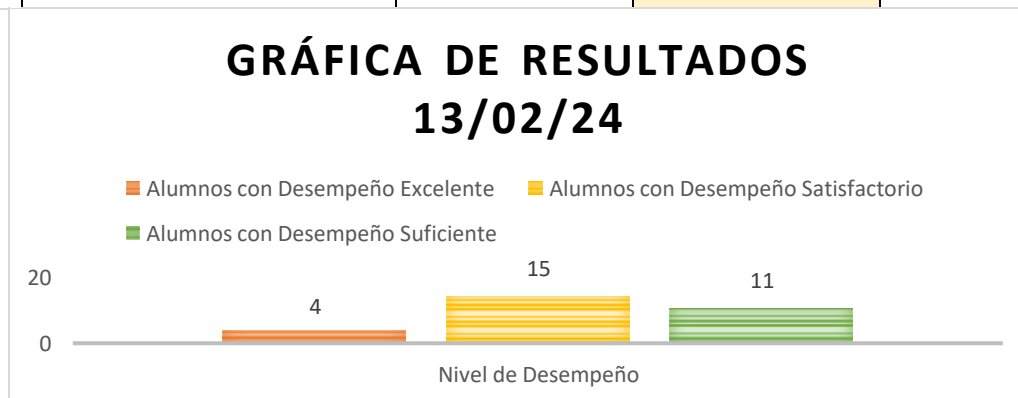 GRÁFICA DE RESULTADOS
13/02/24
Alumnos con Desempeño Excelente
Alumnos con Desempeño Satisfactorio
Alumnos con Desempeño Suficiente
20
15
11
4
0
Nivel de Desempeño